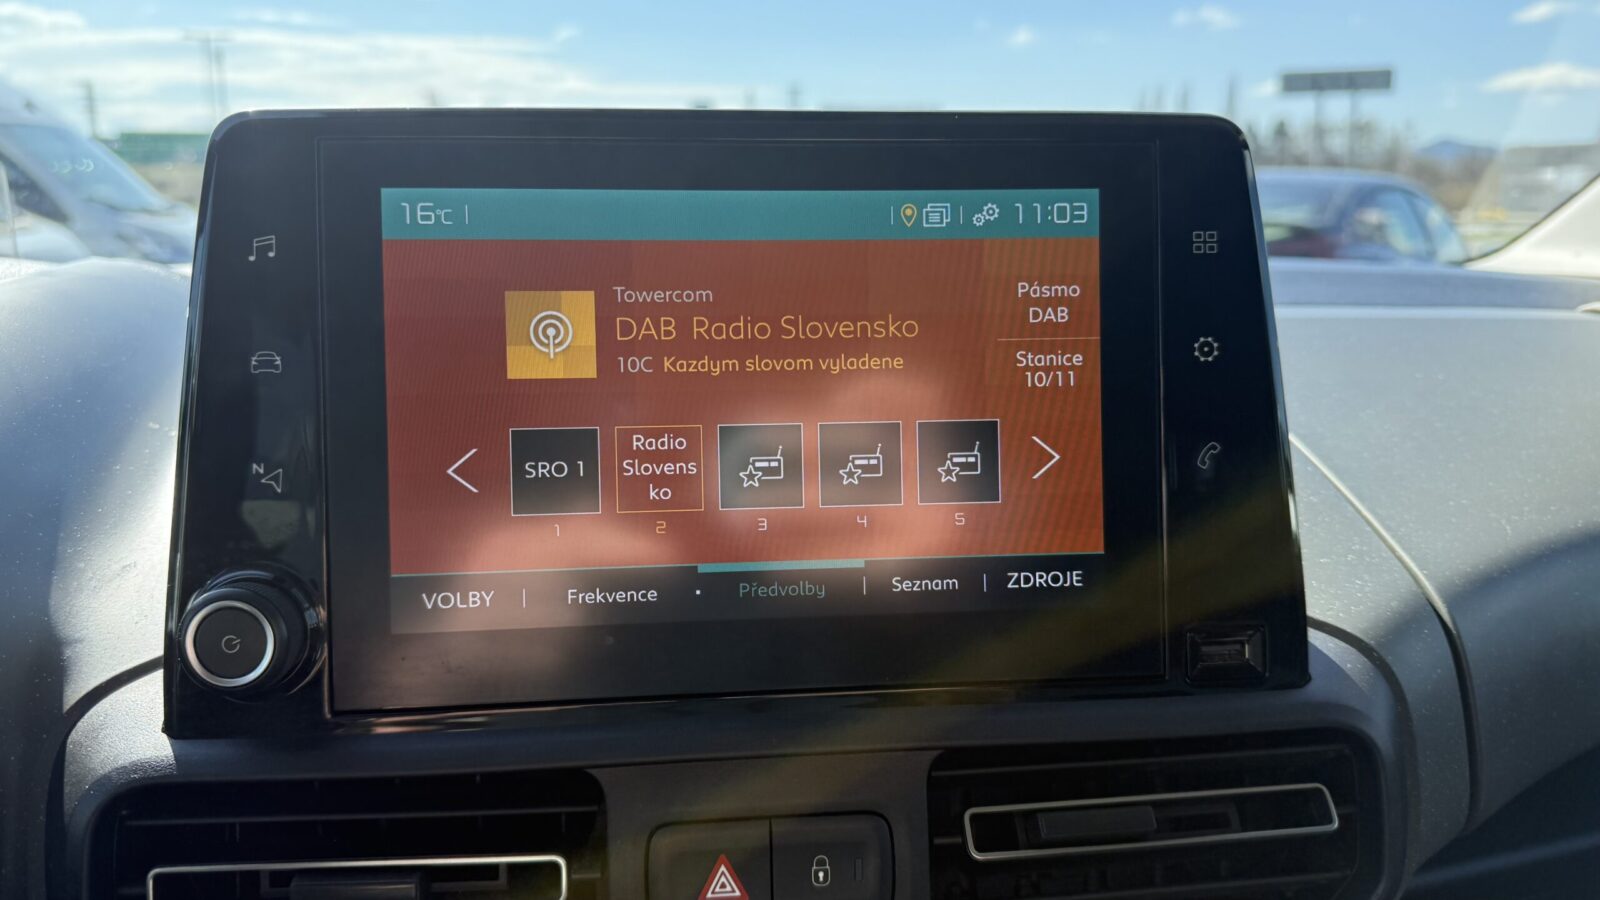 16°C
11:03
Towercom
DAB Radio Slovensko
10C Kazdym slovom vyladene
Pásmo
DAB
Stanice
10/11
SRO 1
Radio
Slovens
ko
1
2
3
4
5
VOLBY
Frekvence
Předvolby
Seznam
ZDROJE
N